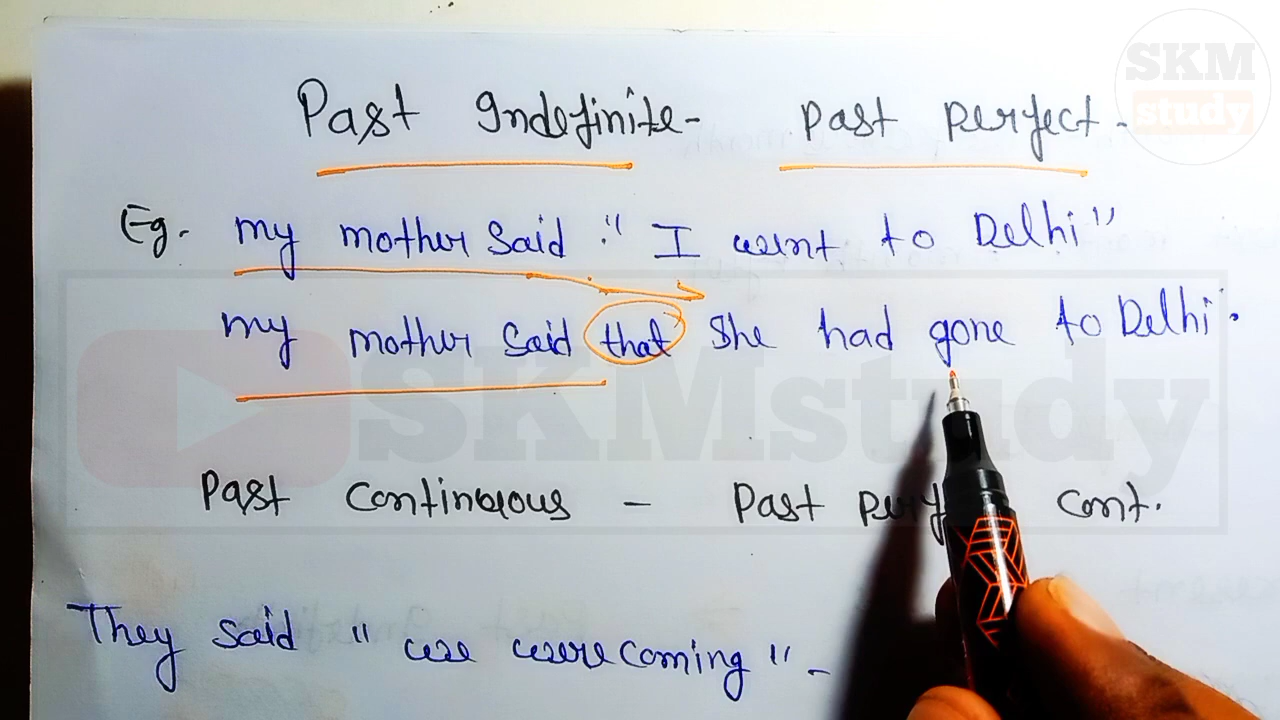 SKM
study
Past Indefinite - Past Perfect -
Eg. my mother said :" I went to Delhi"
my mother said that she had gone to Delhi.
SKMstudy
Past Continuous - Past cont.
They said " we were coming " -